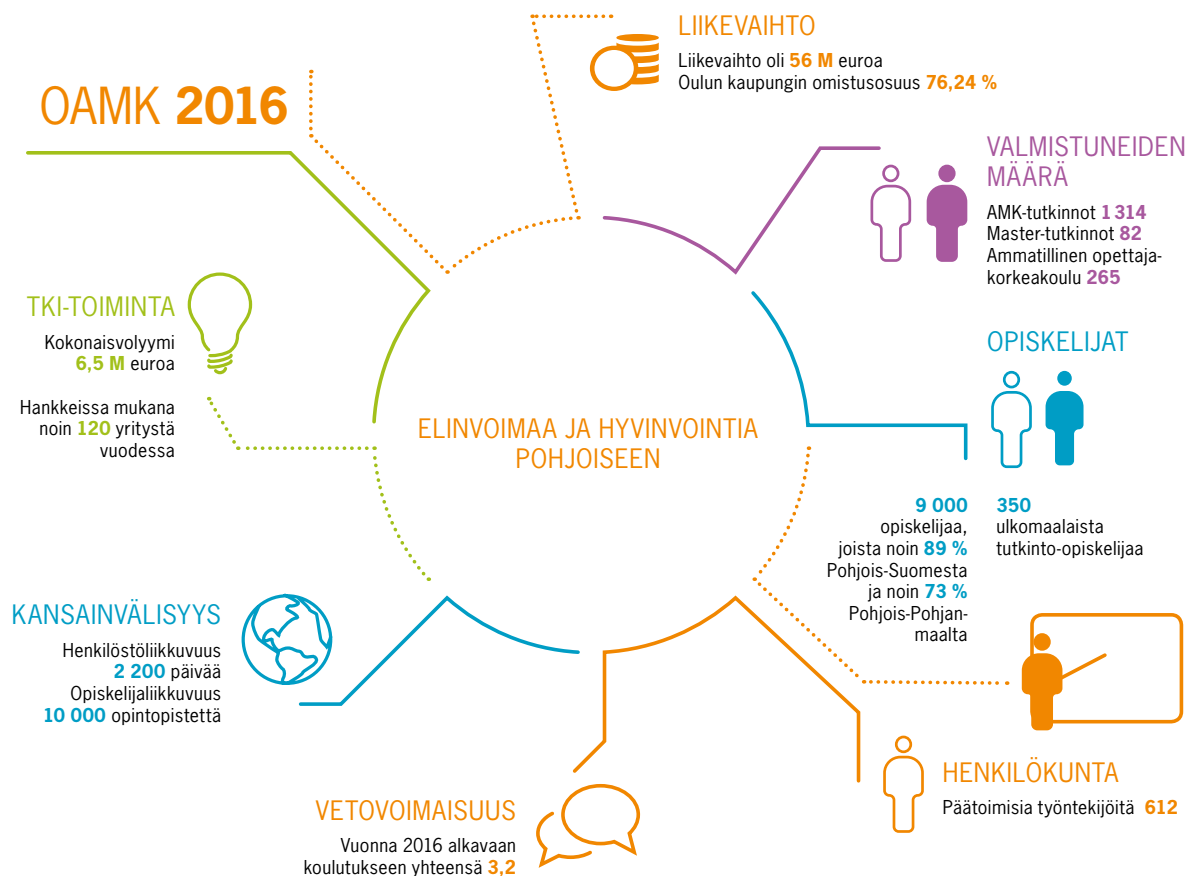 OAMK 2016
LIIKEVAIHTO
Liikevaihto oli 56 M euroa
Oulun kaupungin omistusosuus 76,24 %
VALMISTUNEIDEN
MÄÄRÄ
AMK-tutkinnot 1 314
Master-tutkinnot 82
Ammatillinen opettaja-
korkeakoulu 265
OPISKELIJAT
9 000
opiskelijaa,
joista noin 89 %
Pohjois-Suomesta
ja noin 73 %
Pohjois-Pohjan-
maalta
350
ulkomaalaista
tutkinto-opiskelijaa
HENKILÖKUNTA
Päätoimisia työntekijöitä 612
VETOVOIMAISUUS
Vuonna 2016 alkavaan
koulutukseen yhteensä 3,2
KANSAINVÄLISYYS
Henkilöstöliikkuvuus
2 200 päivää
Opiskelijaliikkuvuus
10 000 opintopistettä
TKI-TOIMINTA
Kokonaisvolyymi
6,5 M euroa
Hankkeissa mukana
noin 120 yritystä
vuodessa
ELINVOIMAA JA HYVINVOINTIA
POHJOISEEN